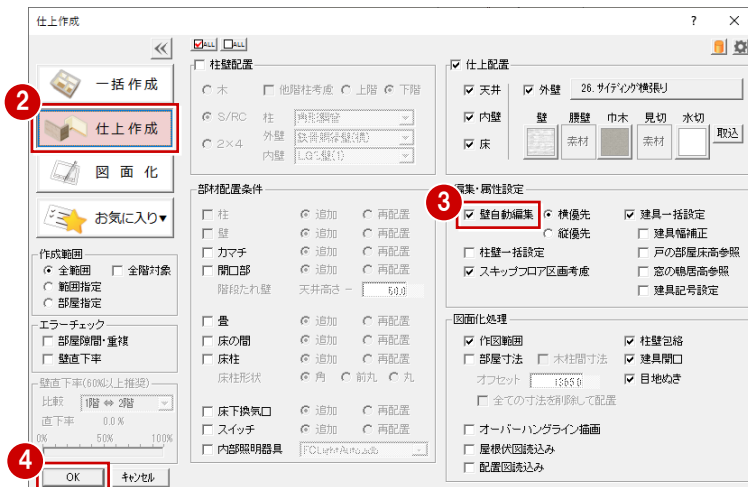 仕上作成 ? ×
≪ ALL ALL
一括作成
2
仕上作成
図面化
お気に入り▼
作成範囲
全範囲 全階対象
範囲指定
部屋指定
エラーチェック
部屋隙間・重複
壁直下率
壁直下率(60%以上推奨)
比較 1階 ⇔ 2階
直下率 0.0%
0% 50% 100%
4
OK キャンセル
柱壁配置
木 他階柱考慮 上階 下階
S/RC 柱 角形鋼管
2×4 外壁 鉄骨胴縁壁(横)
内壁 LGS壁(1)
部材配置条件
柱 追加 再配置
壁 追加 再配置
カマチ 追加 再配置
開口部 追加 再配置
階段たれ壁 天井高さ － 60.0
畳 追加 再配置
床の間 追加 再配置
床柱 追加 再配置
床柱形状 角 前丸 丸
床下換気口 追加 再配置
スイッチ 追加 再配置
内部照明器具 FCLightAuto.adb
仕上配置
天井 外壁 26. サイディング横張り
内壁 壁 腰壁 巾木 見切 水切
床 素材 素材 取込
編集・属性設定
3
壁自動編集 横優先 建具一括設定
縦優先 建具幅補正
柱壁一括設定 戸の部屋床高参照
スキップフロア区画考慮 窓の鴨居高参照
建具記号設定
図面化処理
作図範囲 柱壁包絡
部屋寸法 木柱間寸法 建具開口
オフセット 1365.0 目地ぬき
全ての寸法を削除して配置
オーバーハングライン描画
屋根伏図読込み
配置図読込み